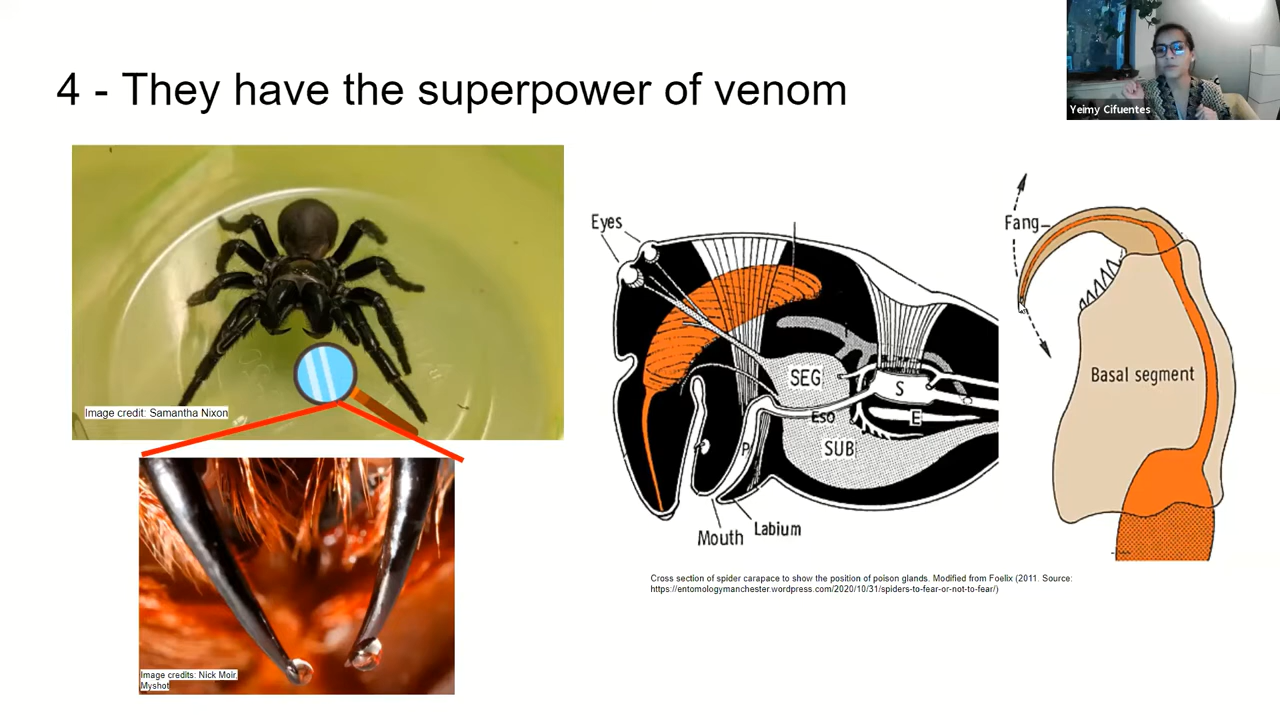 4 - They have the superpower of venom
Yeimy Cifuentes
Image credit: Samantha Nixon
Image credits: Nick Moir,
Myshot
Eyes
SEG
S
Eso
E
P
SUB
Mouth
Labium
Fang
Basal segment
Cross section of spider carapace to show the position of poison glands. Modified from Foelix (2011. Source:
https://entomologymanchester.wordpress.com/2020/10/31/spiders-to-fear-or-not-to-fear/)